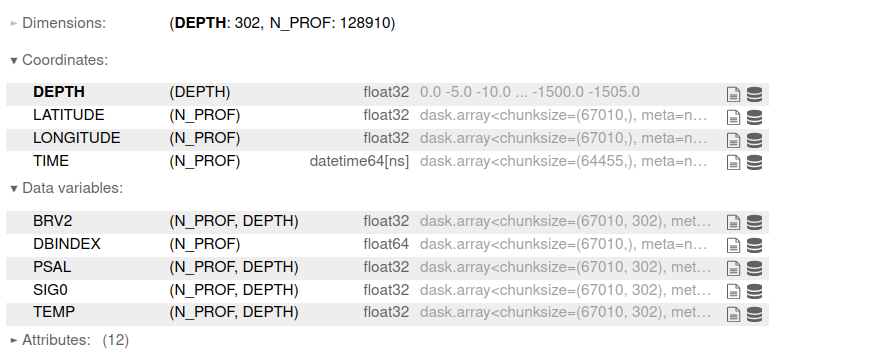 Dimensions: (DEPTH: 302, N_PROF: 128910)
Coordinates:
DEPTH (DEPTH) float32 0.0 -5.0 -10.0 ... -1500.0 -1505.0
LATITUDE (N_PROF) float32 dask.array<chunksize=(67010,), meta=n...
LONGITUDE (N_PROF) float32 dask.array<chunksize=(67010,), meta=n...
TIME (N_PROF) datetime64[ns] dask.array<chunksize=(64455,), meta=n...
Data variables:
BRV2 (N_PROF, DEPTH) float32 dask.array<chunksize=(67010, 302), met...
DBINDEX (N_PROF) float64 dask.array<chunksize=(67010,), meta=n...
PSAL (N_PROF, DEPTH) float32 dask.array<chunksize=(67010, 302), met...
SIG0 (N_PROF, DEPTH) float32 dask.array<chunksize=(67010, 302), met...
TEMP (N_PROF, DEPTH) float32 dask.array<chunksize=(67010, 302), met...
Attributes: (12)